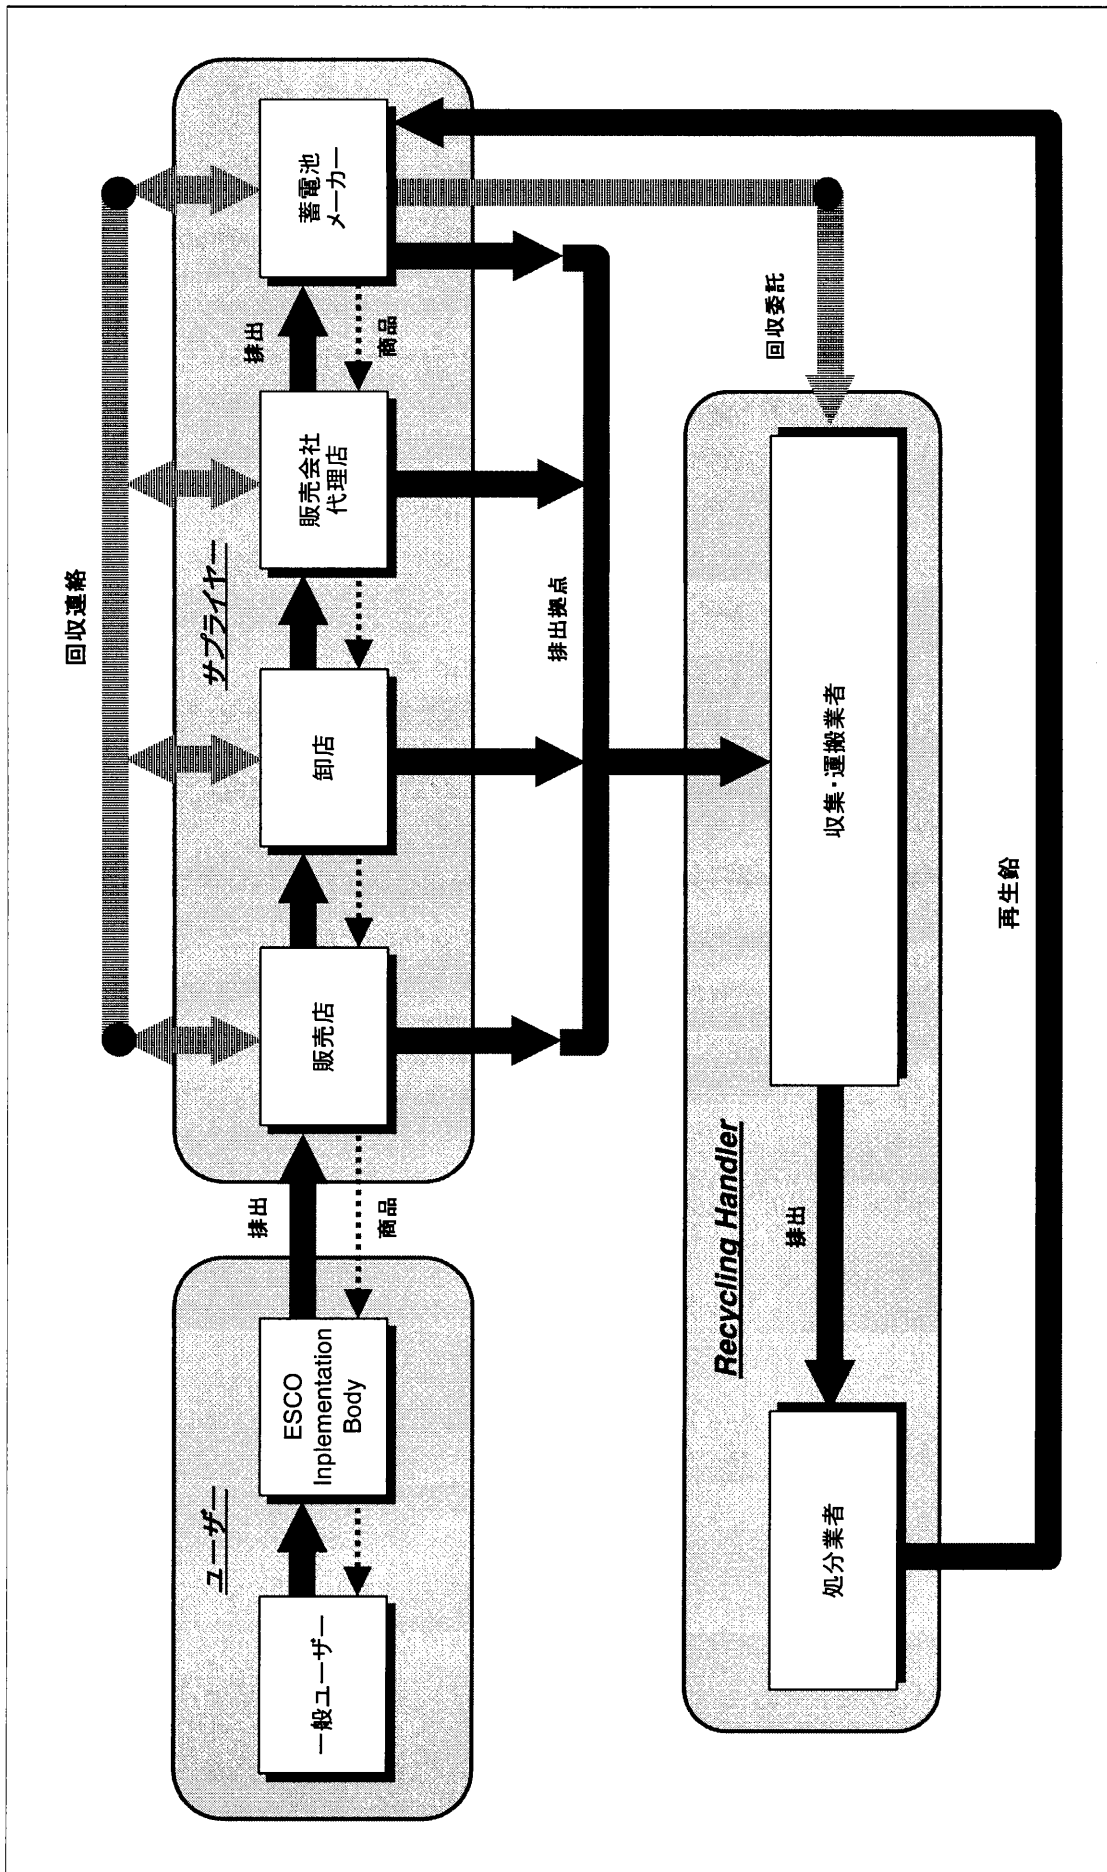 回収連絡
ユーザー
サプライヤー
一般ユーザー
ESCO
Inplementation
Body
排出
商品
販売店
卸店
販売会社
代理店
排出
商品
蓄電池
メーカー
排出拠点
回収委託
Recycling Handler
処分業者
排出
収集・運搬業者
再生鉛